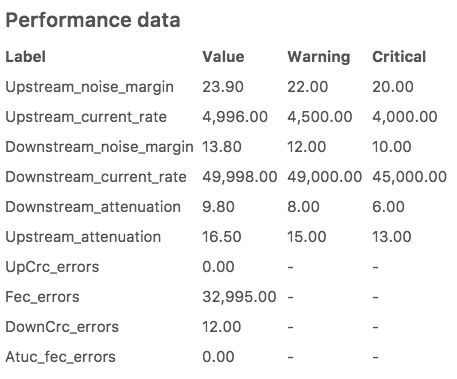 Performance data
Label Value Warning Critical
Upstream_noise_margin 23.90 22.00 20.00
Upstream_current_rate 4,996.00 4,500.00 4,000.00
Downstream_noise_margin 13.80 12.00 10.00
Downstream_current_rate 49,998.00 49,000.00 45,000.00
Downstream_attenuation 9.80 8.00 6.00
Upstream_attenuation 16.50 15.00 13.00
UpCrc_errors 0.00 - -
Fec_errors 32,995.00 - -
DownCrc_errors 12.00 - -
Atuc_fec_errors 0.00 - -